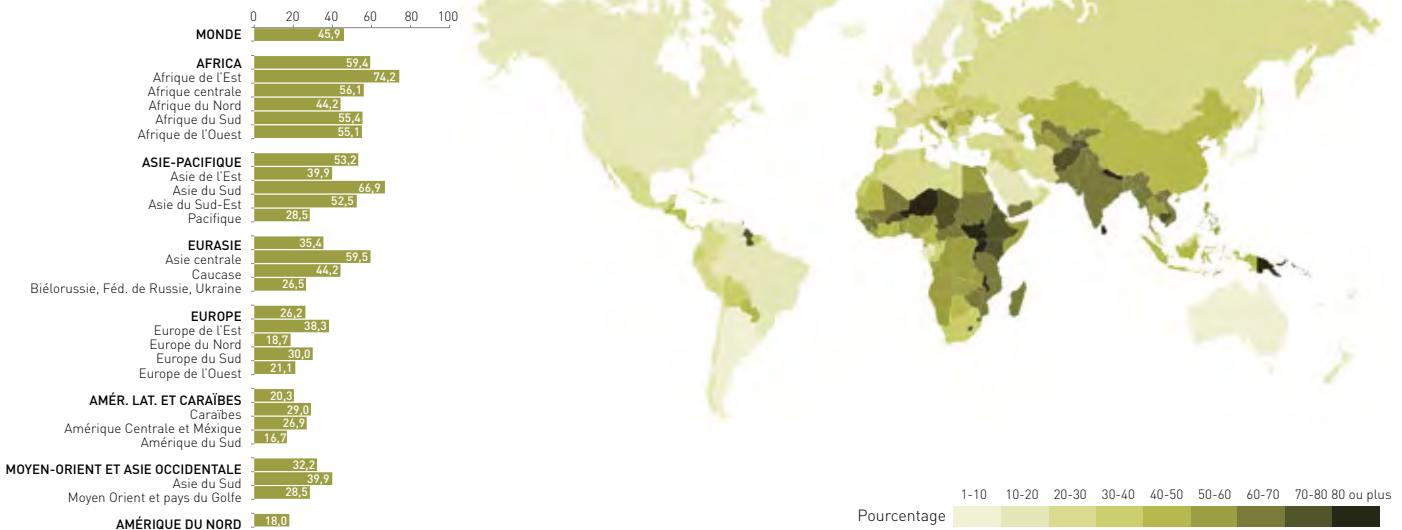 0 20 40 60 80 100
MONDE 45,9
AFRICA 59,4
Afrique de l'Est 74,2
Afrique centrale 56,1
Afrique du Nord 44,2
Afrique du Sud 55,4
Afrique de l'Ouest 55,1
ASIE-PACIFIQUE 53,2
Asie de l'Est 39,9
Asie du Sud 66,9
Asie du Sud-Est 52,5
Pacifique 28,5
EURASIE 35,4
Asie centrale 59,5
Caucase 44,2
Biélorussie, Féd. de Russie, Ukraine 26,5
EUROPE 26,2
Europe de l'Est 38,3
Europe du Nord 18,7
Europe du Sud 30,0
Europe de l'Ouest 21,1
AMÉR. LAT. ET CARAÏBES 20,3
Caraïbes 29,0
Amérique Centrale et Méxique 26,9
Amérique du Sud 16,7
MOYEN-ORIENT ET ASIE OCCIDENTALE 32,2
Asie du Sud 39,9
Moyen Orient et pays du Golfe 28,5
AMÉRIQUE DU NORD 18,0
1-10 10-20 20-30 30-40 40-50 50-60 60-70 70-80 80 ou plus
Pourcentage